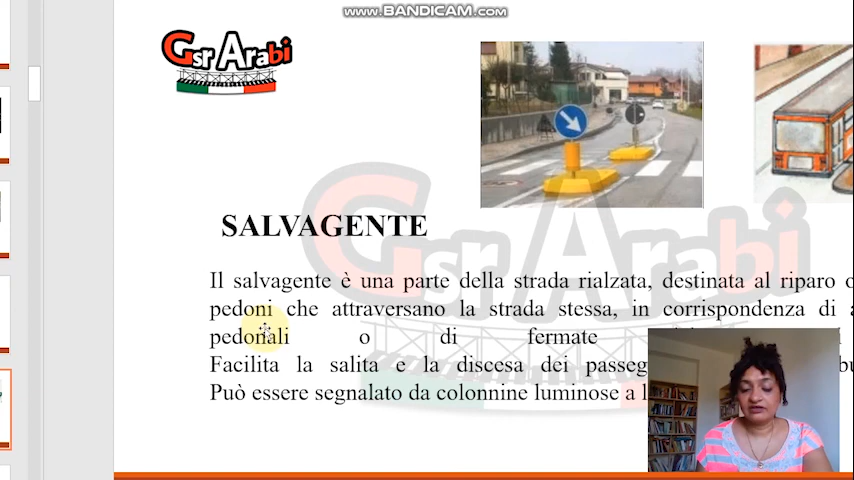 WWW.BANDICAM.COM
Gsr Arabi
SALVAGENTE
Il salvagente è una parte della strada rialzata, destinata al riparo
pedoni che attraversano la strada stessa, in corrispondenza di
pedonali o di fermate
Facilita la salita e la discesa dei
Può essere segnalato da colonnine luminose a
Gsr Arabi